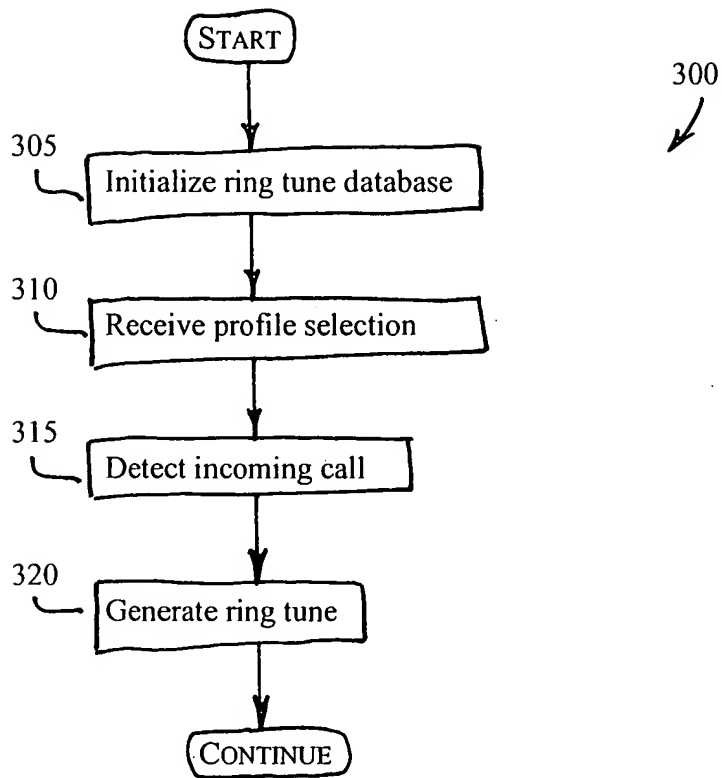 START
300
305
Initialize ring tune database
310
Receive profile selection
315
Detect incoming call
320
Generate ring tune
CONTINUE